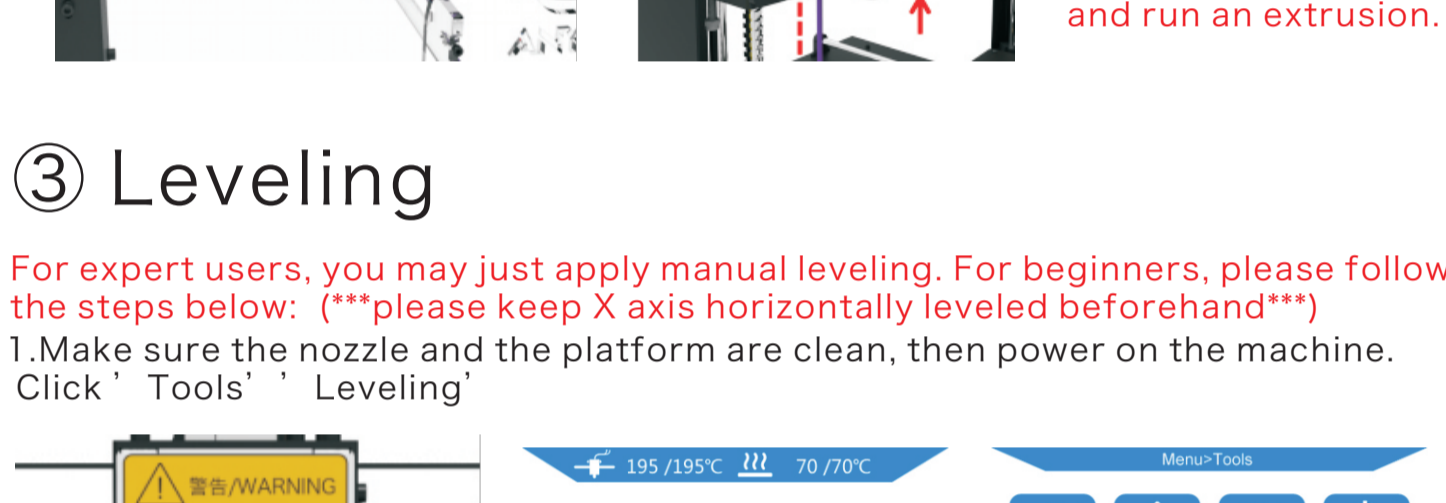 and run an extrusion.
③ Leveling
For expert users, you may just apply manual leveling. For beginners, please follow
the steps below: (***please keep X axis horizontally leveled beforehand***)
1.Make sure the nozzle and the platform are clean, then power on the machine.
Click ’ Tools’ ’ Leveling’
警告/WARNING
195 /195℃ 70 /70℃
Menu>Tools